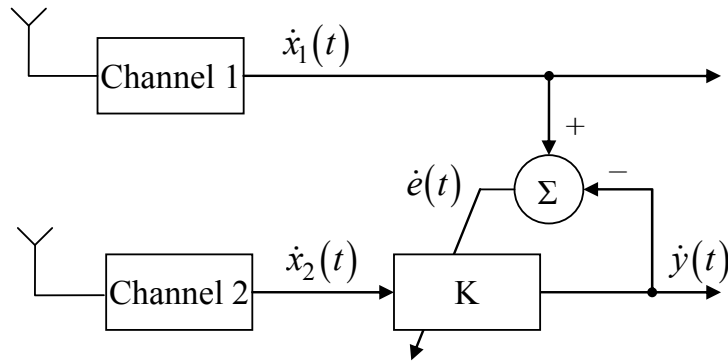 ẋ₁(t)
Channel 1
+
ė(t)
Σ
−
ẋ₂(t)
ẏ(t)
Channel 2
K